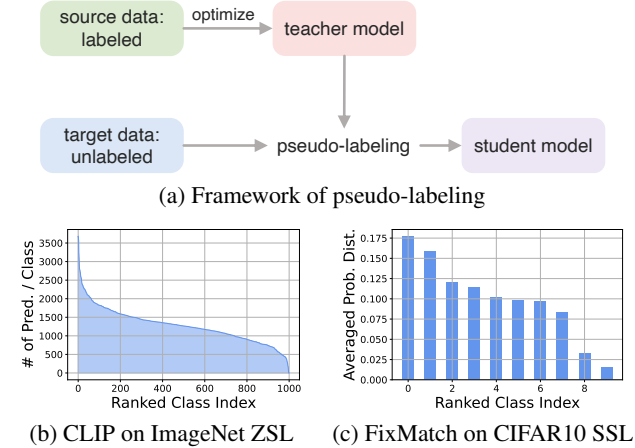 source data:
labeled
optimize
teacher model
target data:
unlabeled
pseudo-labeling
student model
(a) Framework of pseudo-labeling
# of Pred. / Class
3500
3000
2500
2000
1500
1000
500
0
0 200 400 600 800 1000
Ranked Class Index
Averaged Prob. Dist.
0.175
0.150
0.125
0.100
0.075
0.050
0.025
0.000
0 2 4 6 8
Ranked Class Index
(b) CLIP on ImageNet ZSL
(c) FixMatch on CIFAR10 SSL